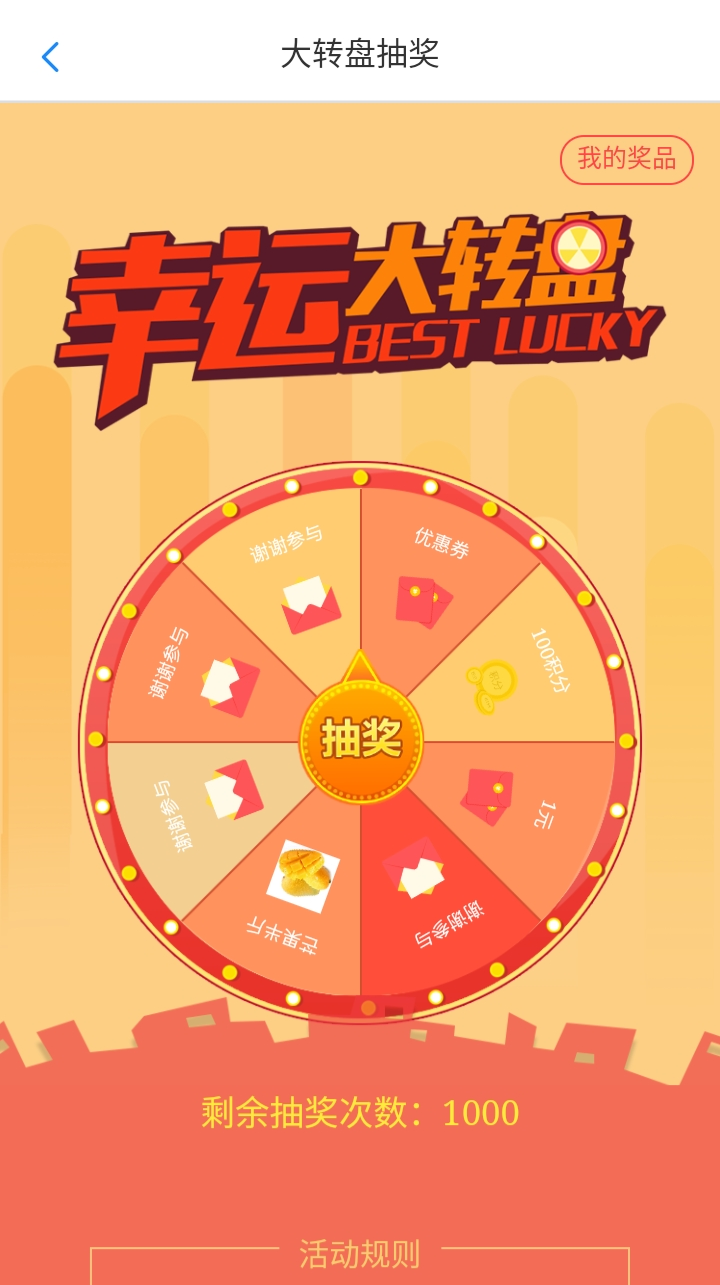 大转盘抽奖
我的奖品
幸运大转盘
BEST LUCKY
谢谢参与
优惠券
谢谢参与
100积分
积分
抽奖
谢谢参与
1元
芒果半斤
谢谢参与
剩余抽奖次数：1000
活动规则